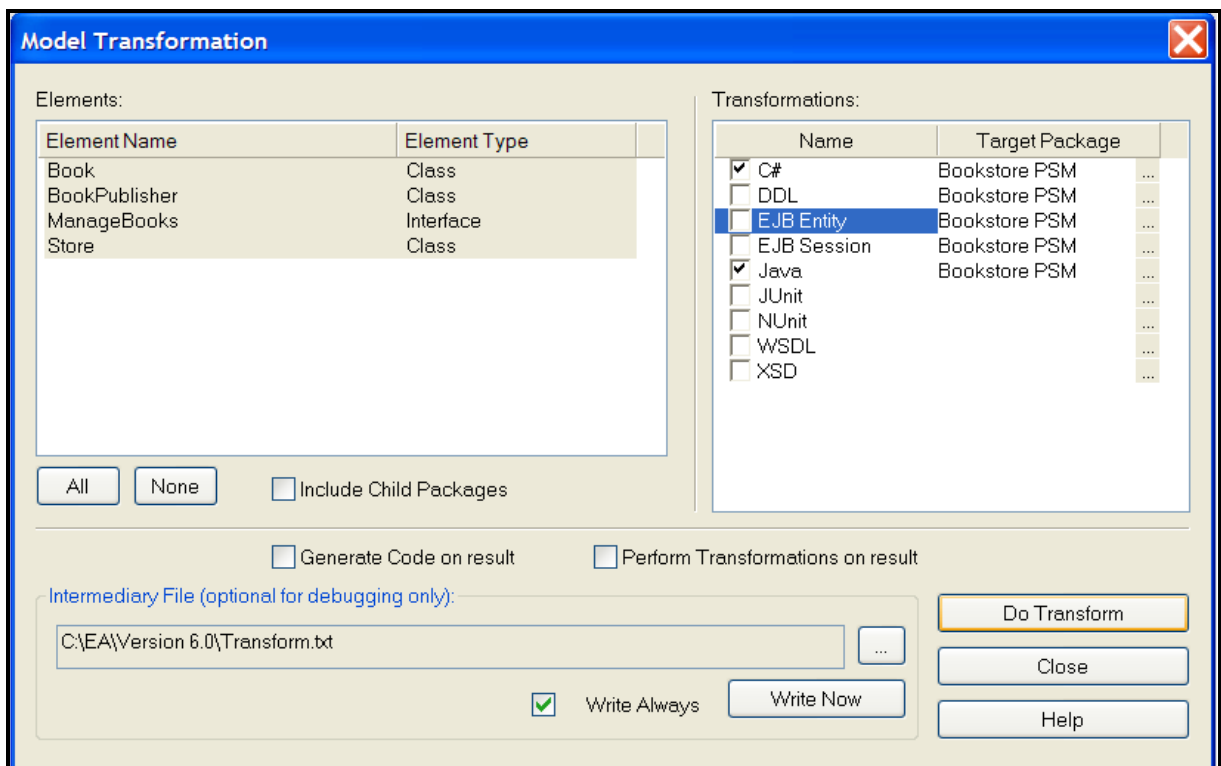 Model Transformation
Elements:
Element Name Element Type
Book Class
BookPublisher Class
ManageBooks Interface
Store Class
All None Include Child Packages
Transformations:
Name Target Package
C# Bookstore PSM ...
DDL Bookstore PSM ...
EJB Entity Bookstore PSM ...
EJB Session Bookstore PSM ...
Java Bookstore PSM ...
JUnit ...
NUnit ...
WSDL ...
XSD ...
Generate Code on result Perform Transformations on result
Intermediary File (optional for debugging only):
C:\EA\Version 6.0\Transform.txt ...
Write Always Write Now
Do Transform
Close
Help